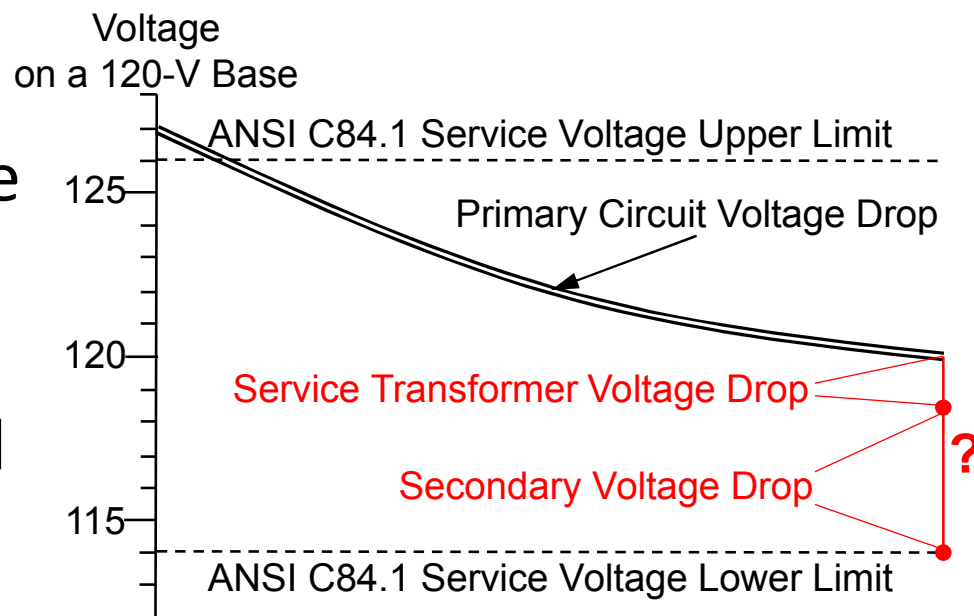 Voltage
on a 120-V Base
ANSI C84.1 Service Voltage Upper Limit
e
125
Primary Circuit Voltage Drop
120
Service Transformer Voltage Drop
?
Secondary Voltage Drop
115
ANSI C84.1 Service Voltage Lower Limit